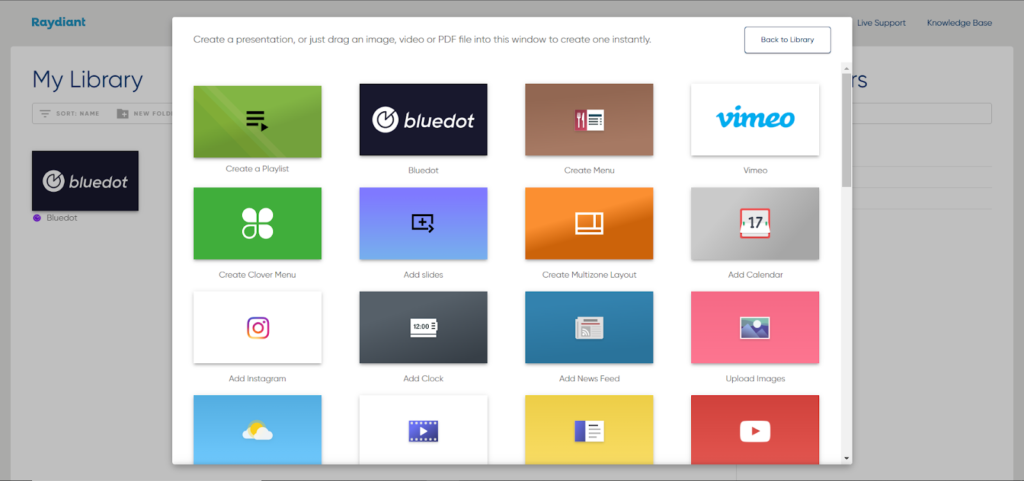 Raydiant
Live Support
Knowledge Base
Create a presentation, or just drag an image, video or PDF file into this window to create one instantly.
Back to Library
My Library
rs
SORT: NAME
NEW FOLD
bluedot
Bluedot
bluedot
vimeo
Create a Playlist
Bluedot
Create Menu
Vimeo
17
Create Clover Menu
Add slides
Create Multizone Layout
Add Calendar
12:00
Add Instagram
Add Clock
Add News Feed
Upload Images